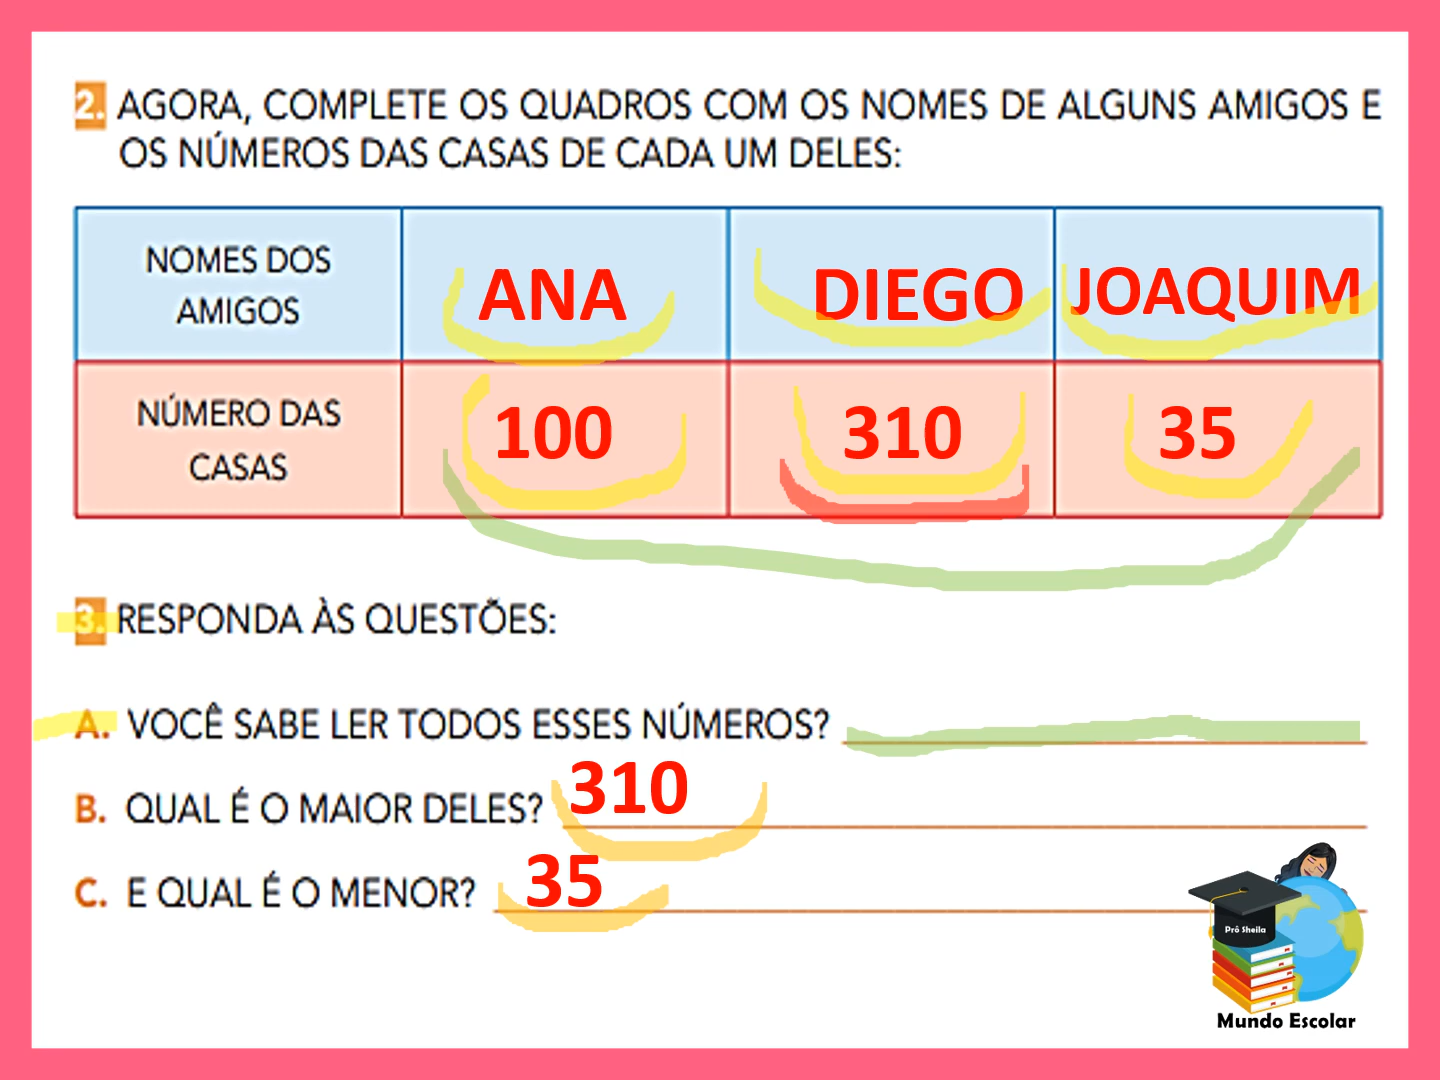 2. AGORA, COMPLETE OS QUADROS COM OS NOMES DE ALGUNS AMIGOS E
OS NÚMEROS DAS CASAS DE CADA UM DELES:
NOMES DOS
AMIGOS
ANA
DIEGO
JOAQUIM
NÚMERO DAS
CASAS
100
310
35
3. RESPONDA ÀS QUESTÕES:
A. VOCÊ SABE LER TODOS ESSES NÚMEROS?
B. QUAL É O MAIOR DELES? 310
C. E QUAL É O MENOR? 35
Prô Sheila
Mundo Escolar